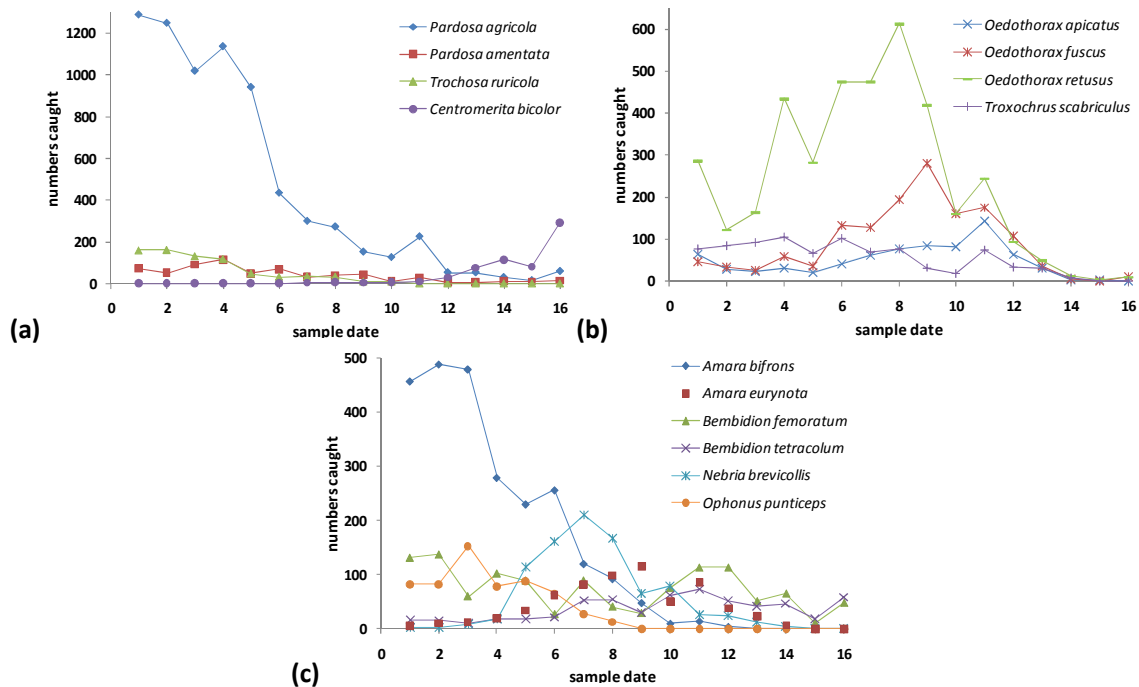 1200
1000
800
600
400
200
0
numbers caught
0 2 4 6 8 10 12 14 16
sample date
Pardosa agricola
Pardosa amentata
Trochosa ruricola
Centromerita bicolor
(a)
600
500
400
300
200
100
0
numbers caught
0 2 4 6 8 10 12 14 16
sample date
Oedothorax apicatus
Oedothorax fuscus
Oedothorax retusus
Troxochrus scabriculus
(b)
500
400
300
200
100
0
numbers caught
0 2 4 6 8 10 12 14 16
sample date
Amara bifrons
Amara eurynota
Bembidion femoratum
Bembidion tetracolum
Nebria brevicollis
Ophonus puncticeps
(c)